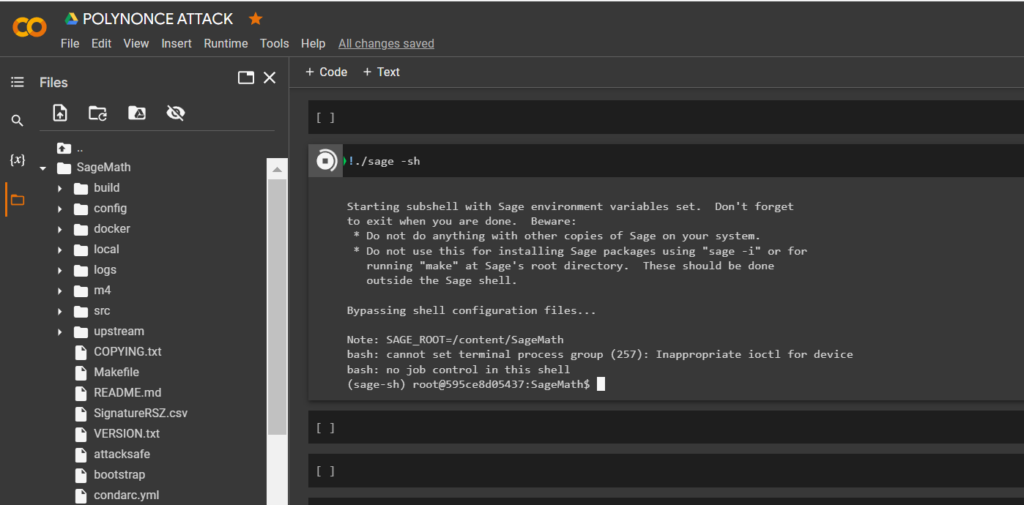 POLYNONCE ATTACK
File Edit View Insert Runtime Tools Help All changes saved
Files
+ Code + Text
..
SageMath
build
config
docker
local
logs
m4
src
upstream
COPYING.txt
Makefile
README.md
SignatureRSZ.csv
VERSION.txt
attacksafe
bootstrap
condarc.yml
{x}
[ ]
!./sage -sh
Starting subshell with Sage environment variables set.  Don't forget
to exit when you are done.  Beware:
* Do not do anything with other copies of Sage on your system.
* Do not use this for installing Sage packages using "sage -i" or for
running "make" at Sage's root directory.  These should be done
outside the Sage shell.
Bypassing shell configuration files...
Note: SAGE_ROOT=/content/SageMath
bash: cannot set terminal process group (257): Inappropriate ioctl for device
bash: no job control in this shell
(sage-sh) root@595ce8d05437:SageMath$
[ ]
[ ]